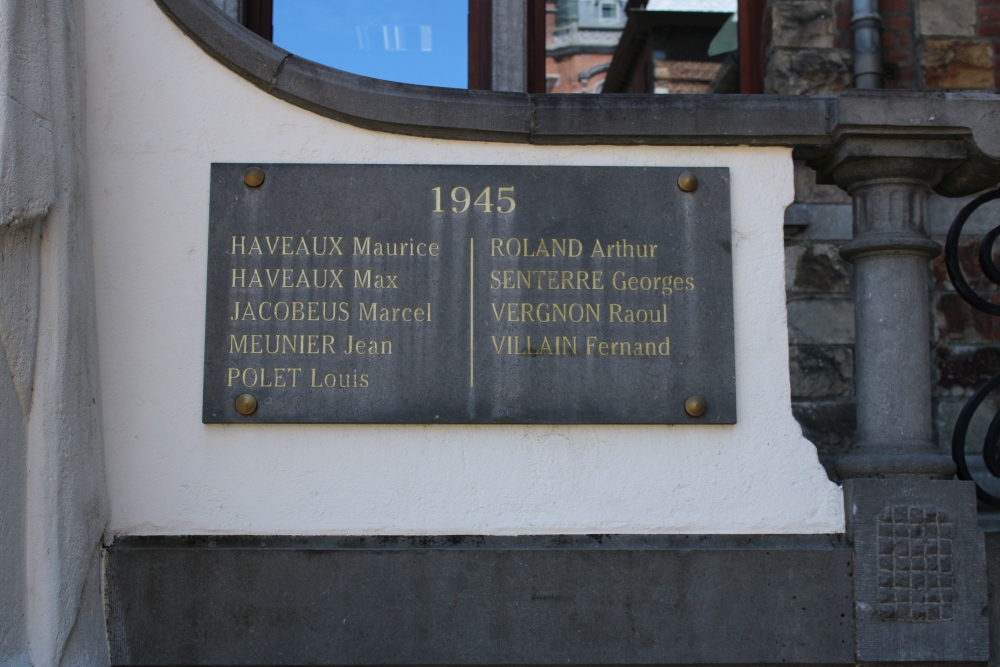 1945
HAVEAUX Maurice
HAVEAUX Max
JACOBEUS Marcel
MEUNIER Jean
POLET Louis
ROLAND Arthur
SENTERRE Georges
VERGNON Raoul
VILLAIN Fernand